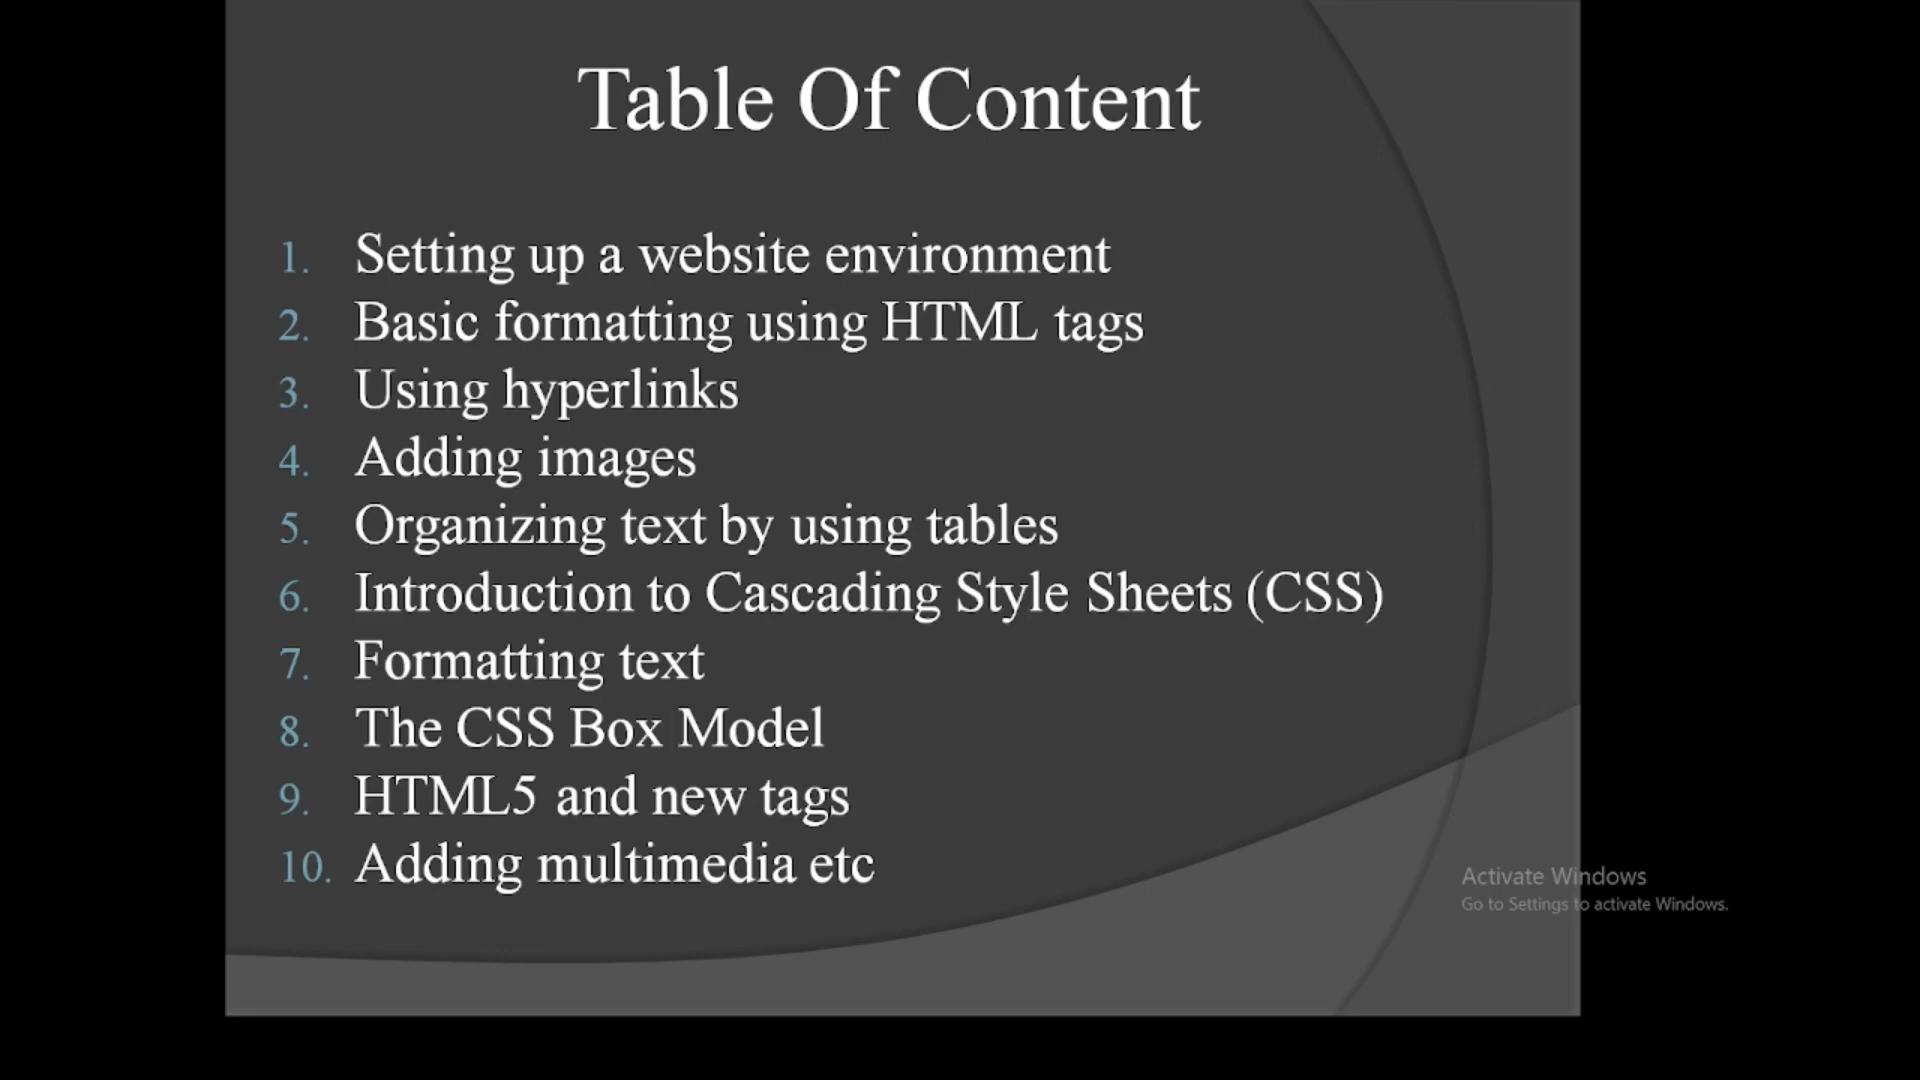 Table Of Content
1. Setting up a website environment
2. Basic formatting using HTML tags
3. Using hyperlinks
4. Adding images
5. Organizing text by using tables
6. Introduction to Cascading Style Sheets (CSS)
7. Formatting text
8. The CSS Box Model
9. HTML5 and new tags
10. Adding multimedia etc
Activate Windows
Go to Settings to activate Windows.